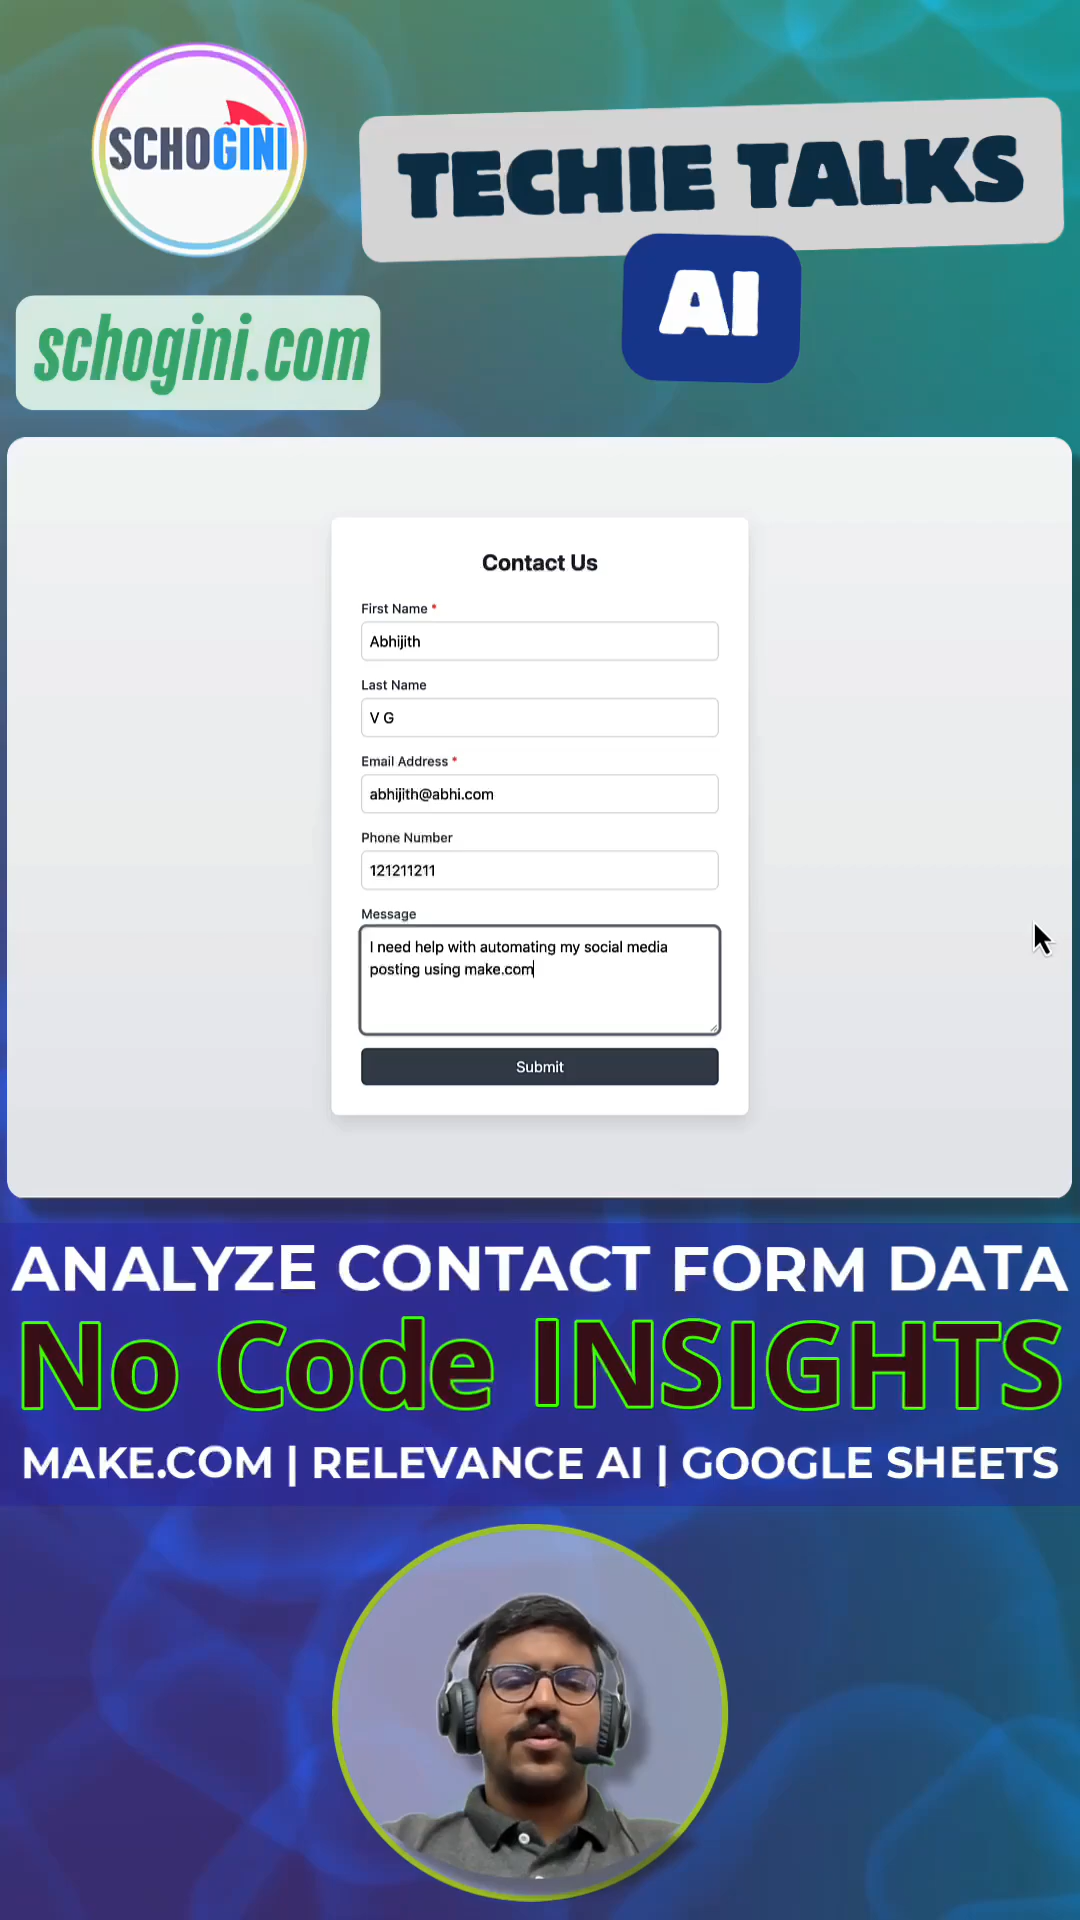 SCHOGINI
TECHIE TALKS
AI
schogini.com
Contact Us
First Name *
Abhijith
Last Name
V G
Email Address *
abhijith@abhi.com
Phone Number
121211211
Message
I need help with automating my social media
posting using make.com
Submit
ANALYZE CONTACT FORM DATA
No Code INSIGHTS
MAKE.COM | RELEVANCE AI | GOOGLE SHEETS